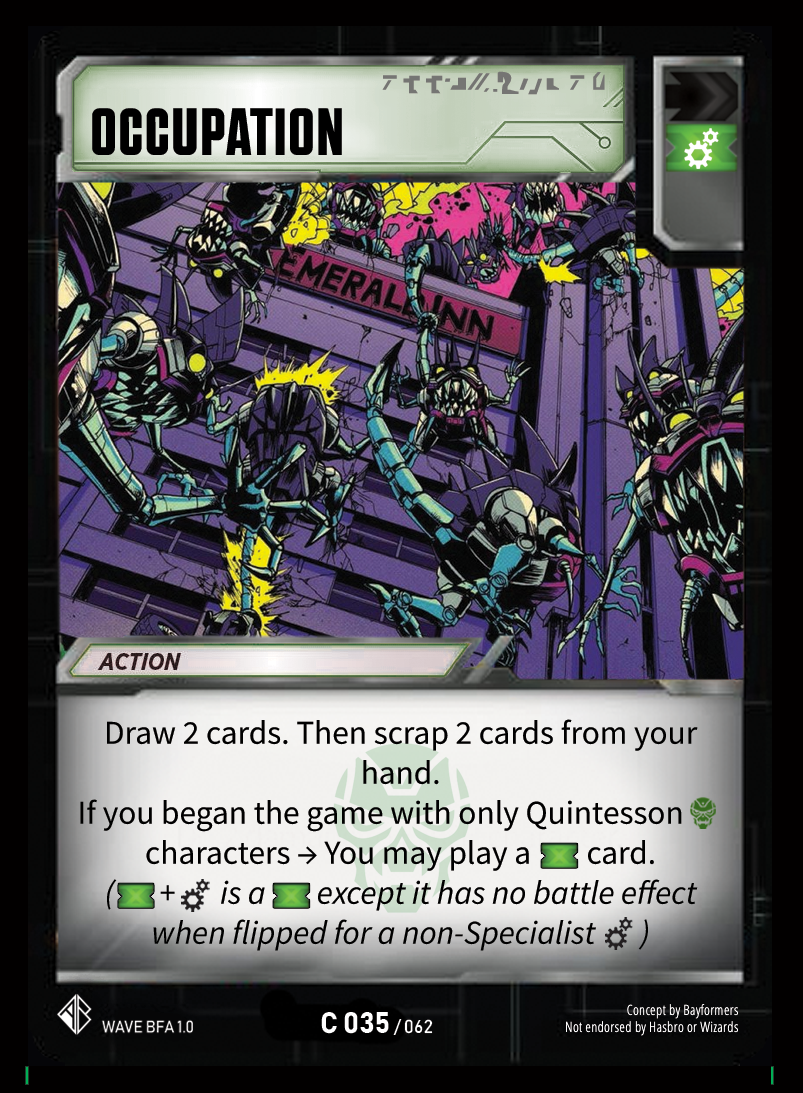 OCCUPATION
EMERALD INN
ACTION
Draw 2 cards. Then scrap 2 cards from your
hand.
If you began the game with only Quintesson
characters → You may play a card.
( + is a except it has no battle effect
when flipped for a non-Specialist )
WAVE BFA 1.0
C 035/062
Concept by Bayformers
Not endorsed by Hasbro or Wizards